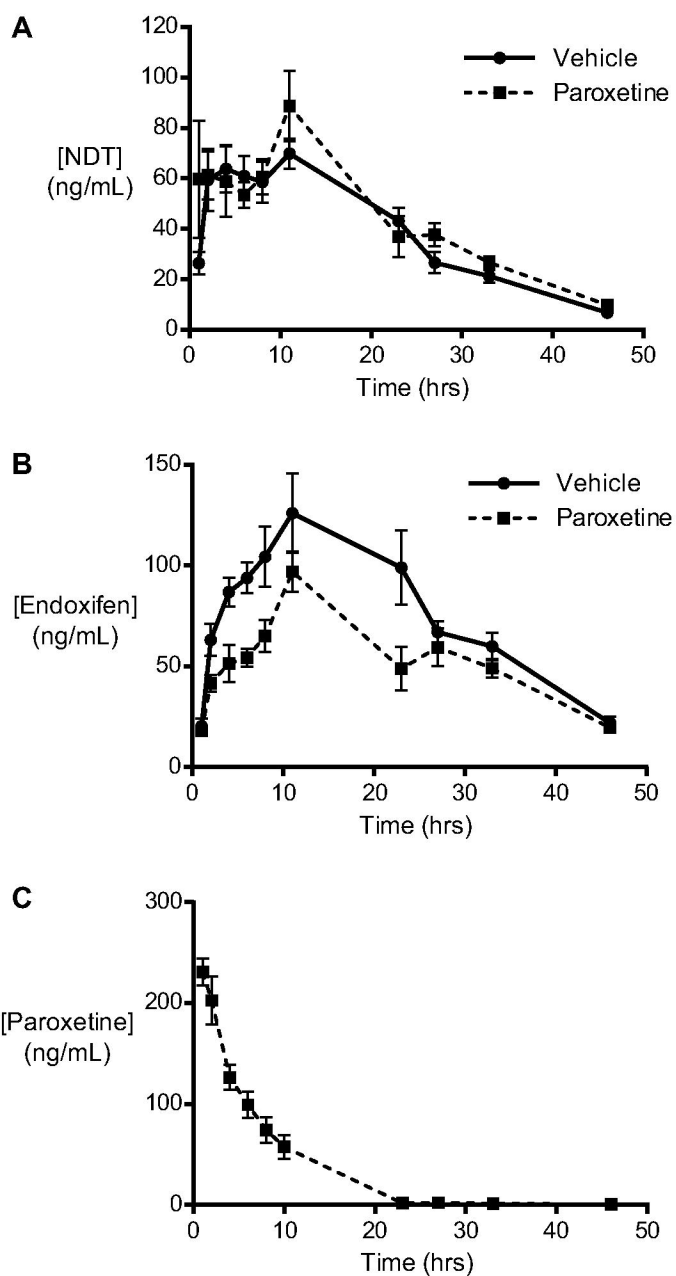 A
120
100
80
60
40
20
0
[NDT]
(ng/mL)
Vehicle
Paroxetine
0 10 20 30 40 50
Time (hrs)
B
150
100
50
0
[Endoxifen]
(ng/mL)
Vehicle
Paroxetine
0 10 20 30 40 50
Time (hrs)
C
300
200
100
0
[Paroxetine]
(ng/mL)
0 10 20 30 40 50
Time (hrs)